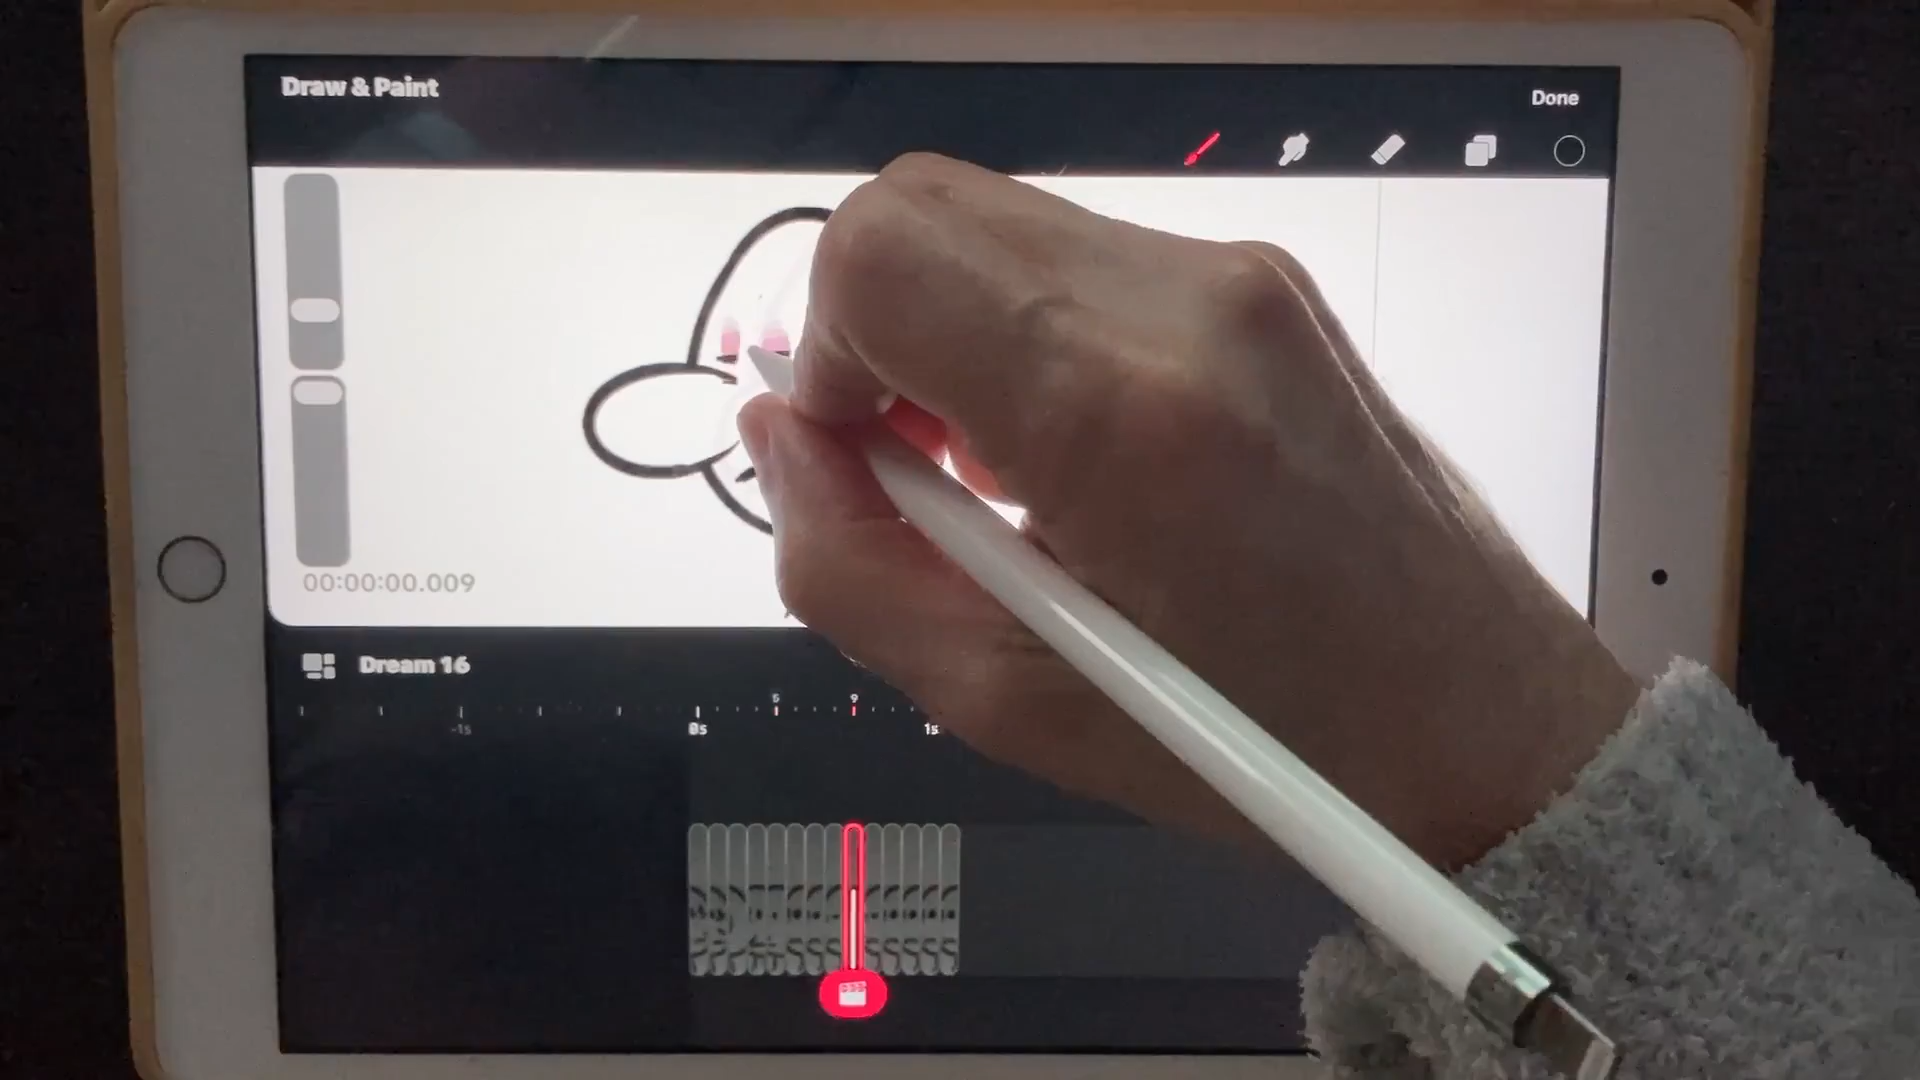 Draw & Paint
Done
00:00:00.009
Dream 16
5
9
-1s
0s
1s